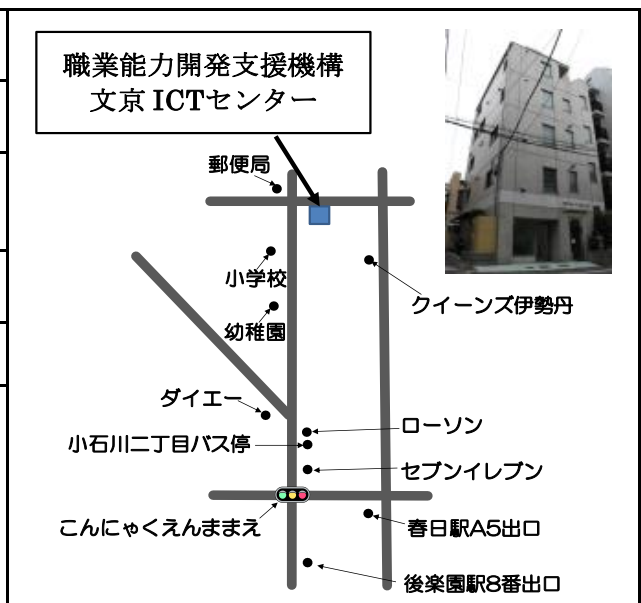 職業能力開発支援機構
文京ICTセンター
郵便局
小学校
クイーンズ伊勢丹
幼稚園
ダイエー
ローソン
小石川二丁目バス停
セブンイレブン
こんにゃくえんままえ
春日駅A5出口
後楽園駅8番出口